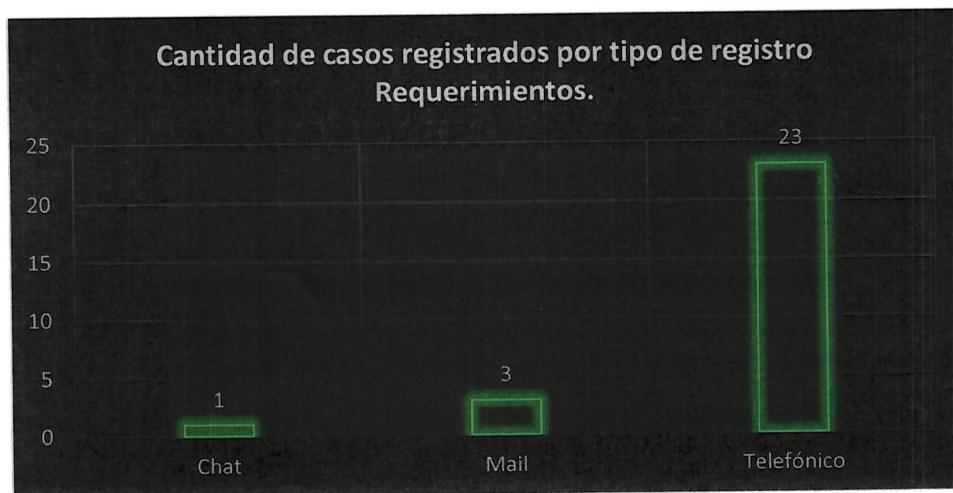 Cantidad de casos registrados por tipo de registro
Requerimientos.
25
23
20
15
10
5
3
1
0
Chat
Mail
Telefónico